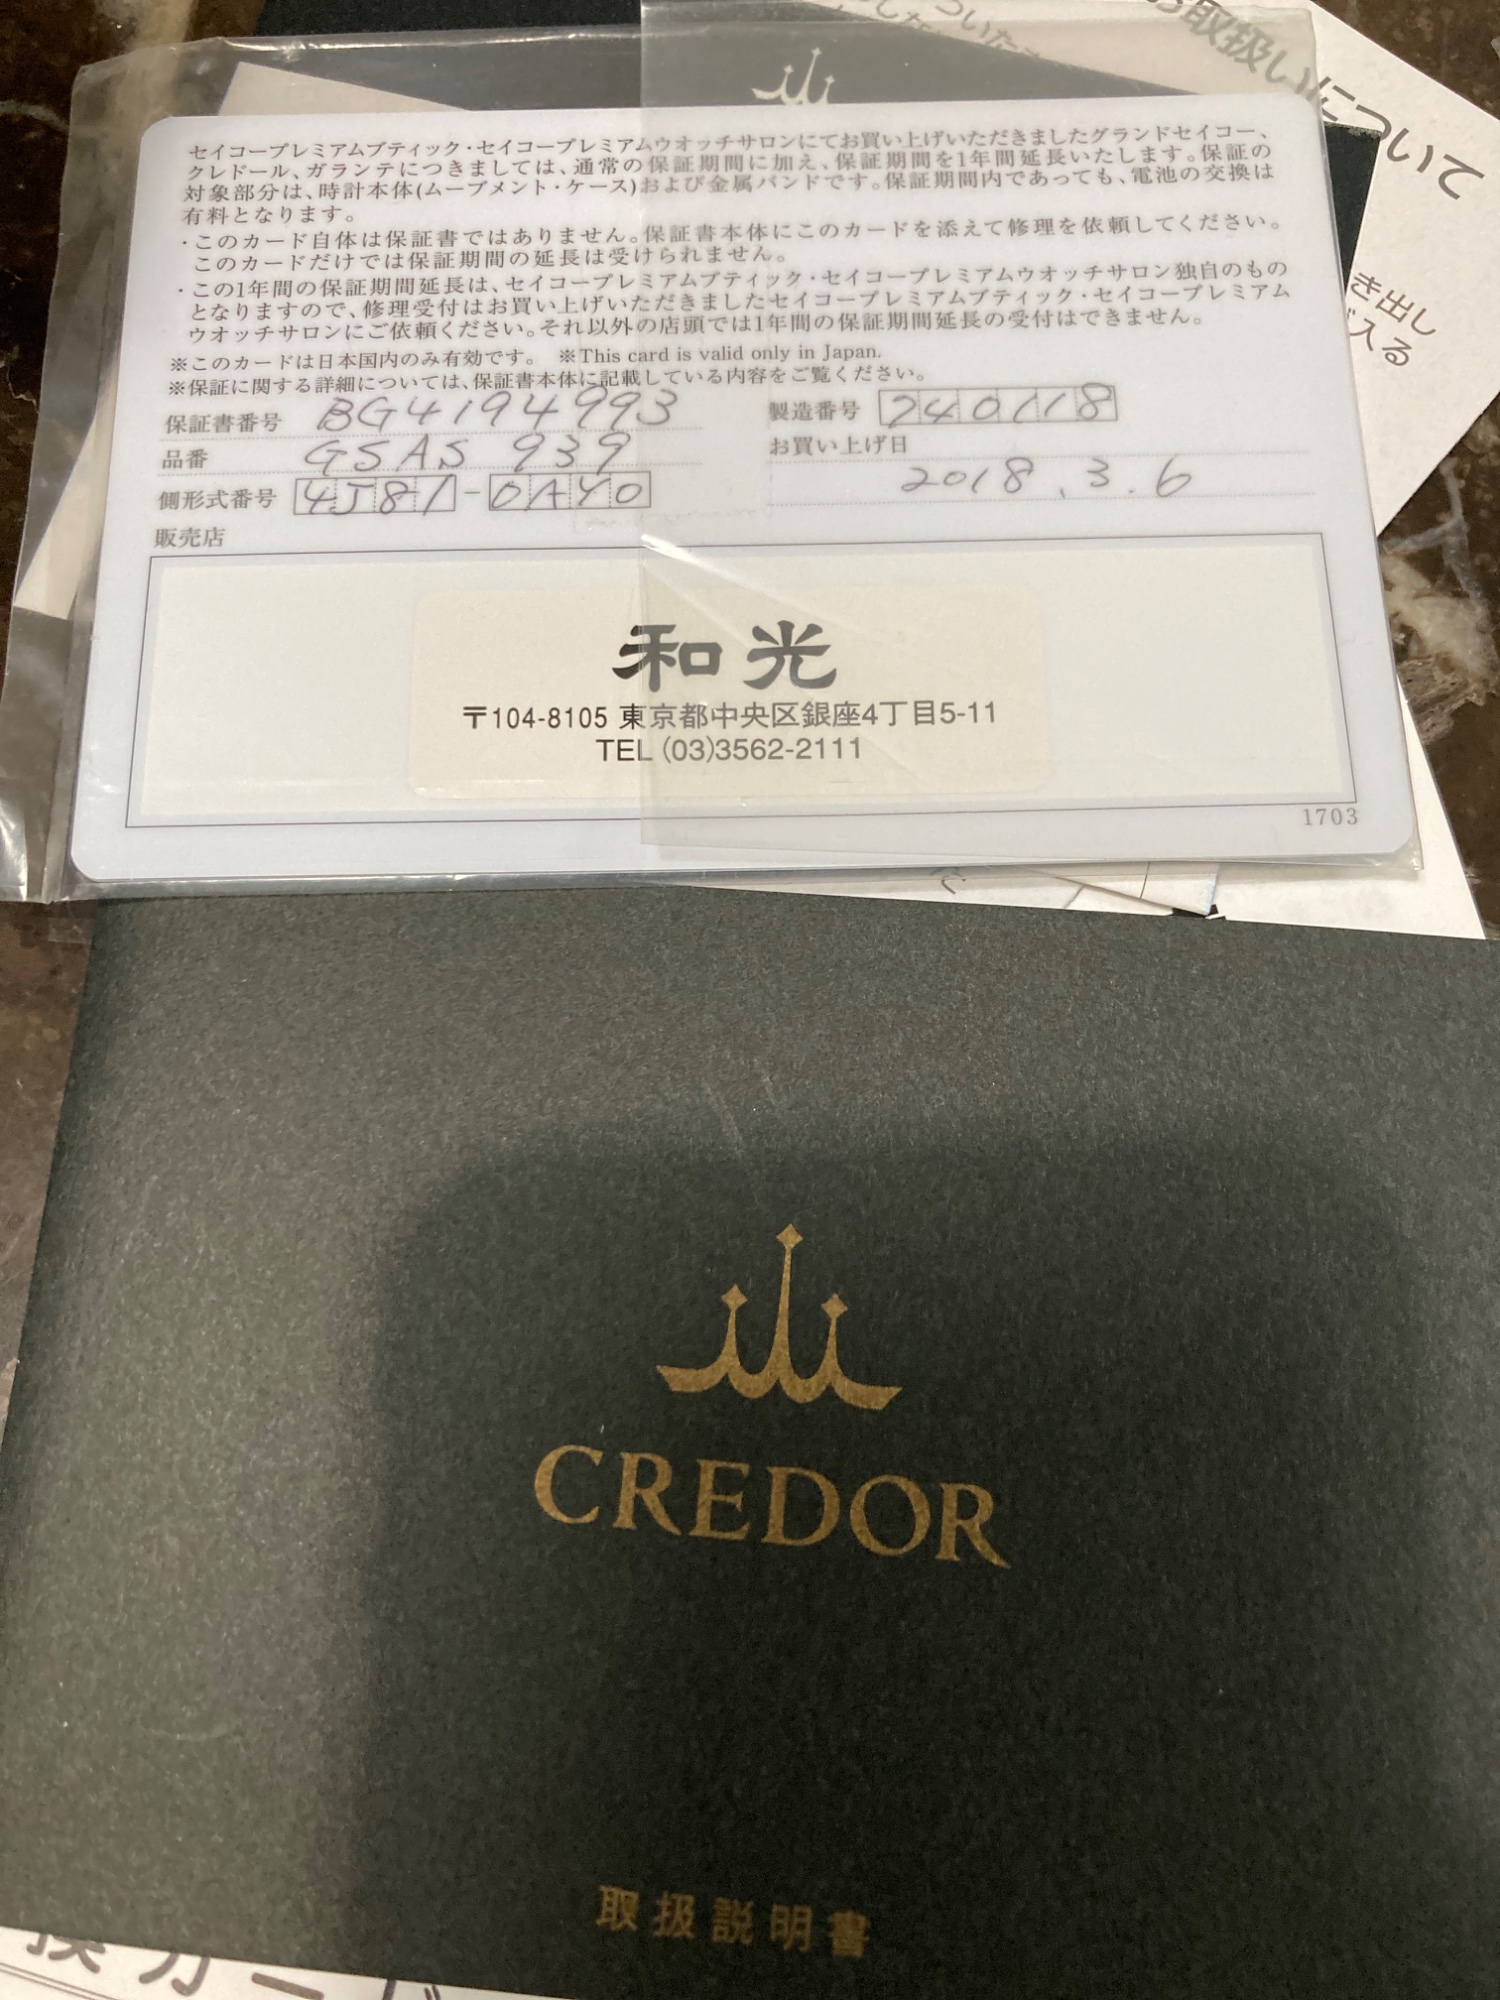 お取扱いについて
き出し
入る
セイコープレミアムブティック・セイコープレミアムウオッチサロンにてお買い上げいただきましたグランドセイコー、
クレドール、ガランテにつきましては、通常の保証期間に加え、保証期間を1年間延長いたします。保証の
対象部分は、時計本体(ムーブメント・ケース)および金属バンドです。保証期間内であっても、電池の交換は
有料となります。
・このカード自体は保証書ではありません。保証書本体にこのカードを添えて修理を依頼してください。
このカードだけでは保証期間の延長は受けられません。
・この1年間の保証期間延長は、セイコープレミアムブティック・セイコープレミアムウオッチサロン独自のもの
となりますので、修理受付はお買い上げいただきましたセイコープレミアムブティック・セイコープレミアム
ウオッチサロンにご依頼ください。それ以外の店頭では1年間の保証期間延長の受付はできません。
※このカードは日本国内のみ有効です。 ※This card is valid only in Japan.
※保証に関する詳細については、保証書本体に記載している内容をご覧ください。
保証書番号 BG4194993 製造番号 240118
品番 GSAS 939 お買い上げ日
側形式番号 4J81-0AY0 2018.3.6
販売店
和光
〒104-8105 東京都中央区銀座4丁目5-11
TEL (03)3562-2111
1703
CREDOR
取扱説明書
換カード